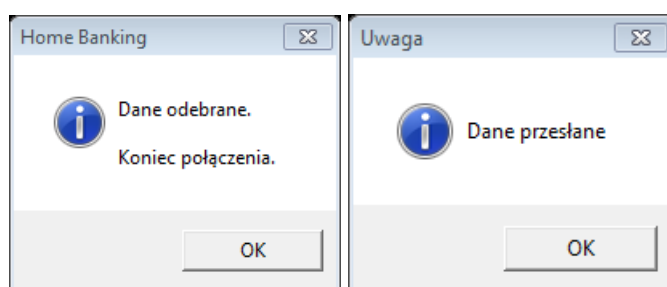 Home Banking
Dane odebrane.
Koniec połączenia.
OK
Uwaga
Dane przesłane
OK